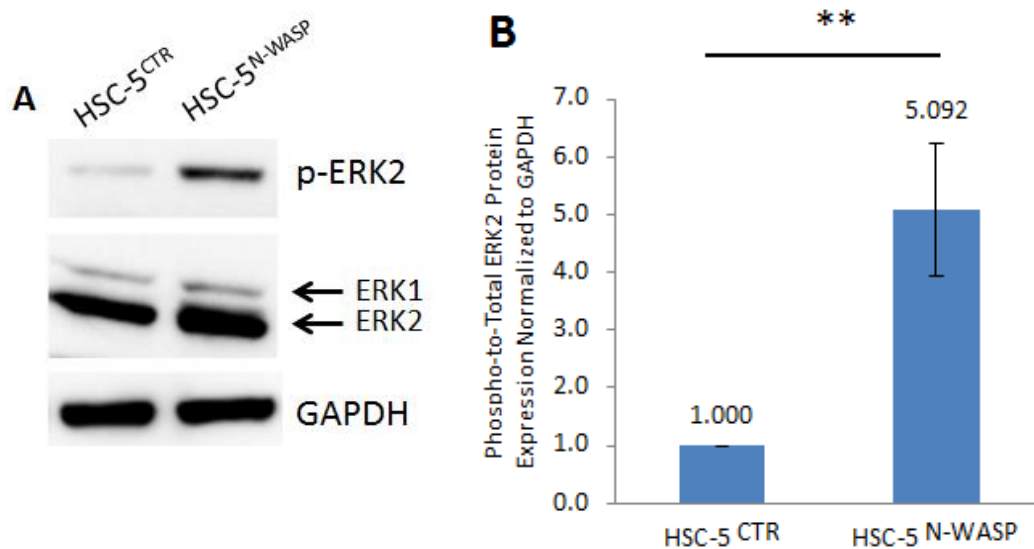 A
HSC-5CTR
HSC-5N-WASP
p-ERK2
ERK1
ERK2
GAPDH
B
**
Phospho-to-Total ERK2 Protein
Expression Normalized to GAPDH
7.0
6.0
5.0
4.0
3.0
2.0
1.0
0.0
1.000
5.092
HSC-5 CTR
HSC-5 N-WASP